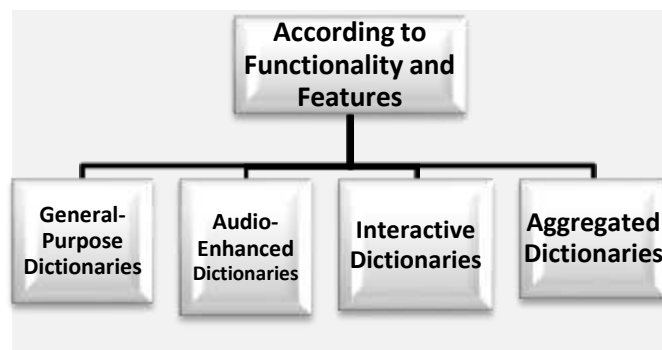 According to
Functionality and
Features
General-
Purpose
Dictionaries
Audio-
Enhanced
Dictionaries
Interactive
Dictionaries
Aggregated
Dictionaries